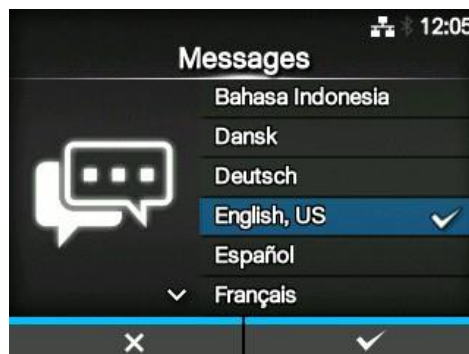 12:05
Messages
Bahasa Indonesia
Dansk
Deutsch
English, US
Español
Français